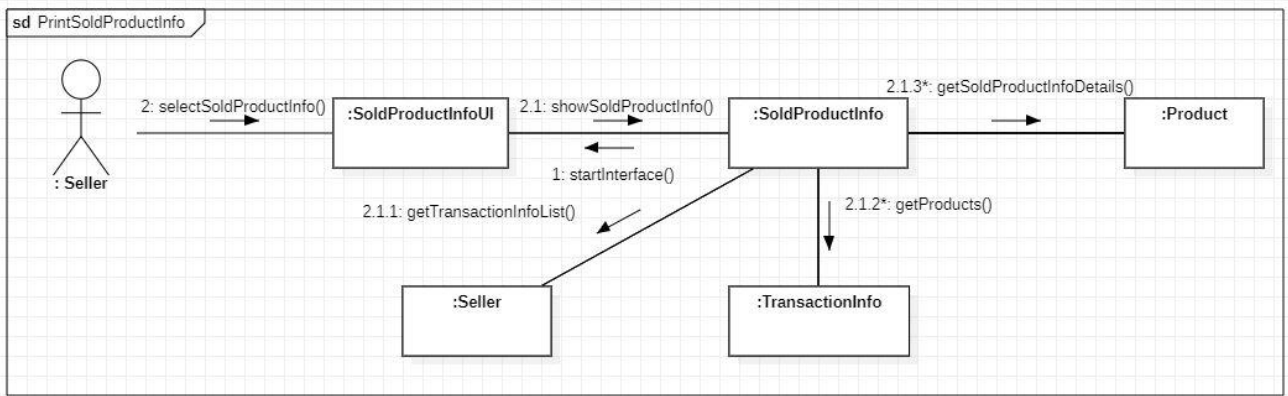 sd PrintSoldProductInfo
2.1.3*: getSoldProductInfoDetails()
2: selectSoldProductInfo()
2.1: showSoldProductInfo()
:SoldProductInfoUI
:SoldProductInfo
:Product
: Seller
1: startInterface()
2.1.1: getTransactionInfoList()
2.1.2*: getProducts()
:Seller
:TransactionInfo